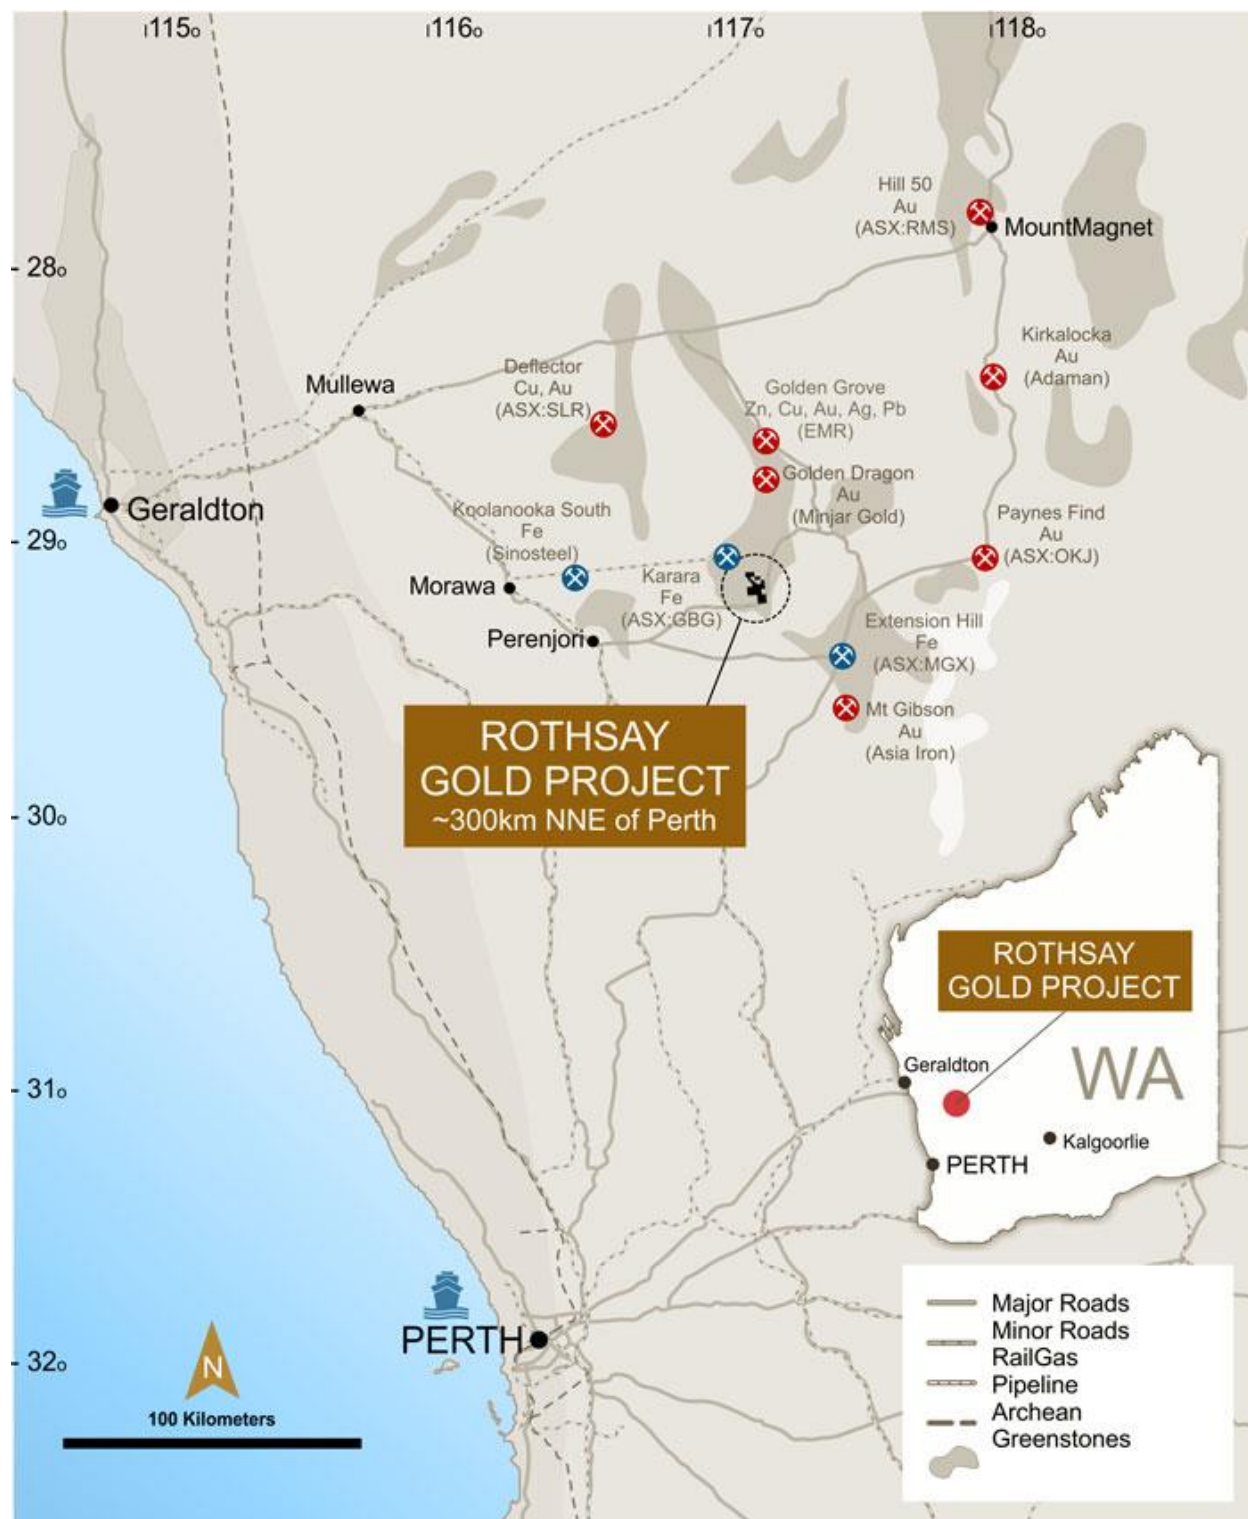 115o
116o
117o
118o
Hill 50
Au
(ASX:RMS)
MountMagnet
28o
Kirkalocka
Au
(Adaman)
Deflector
Cu, Au
(ASX:SLR)
Mullewa
Golden Grove
Zn, Cu, Au, Ag, Pb
(EMR)
Golden Dragon
Au
(Minjar Gold)
Geraldton
Koolanooka South
Fe
(Sinosteel)
Paynes Find
Au
(ASX:OKJ)
29o
Morawa
Karara
Fe
(ASX:GBG)
Perenjori
Extension Hill
Fe
(ASX:MGX)
Mt Gibson
Au
(Asia Iron)
ROTHSAY
GOLD PROJECT
~300km NNE of Perth
30o
ROTHSAY
GOLD PROJECT
WA
Geraldton
31o
Kalgoorlie
PERTH
PERTH
32o
N
100 Kilometers
Major Roads
Minor Roads
RailGas
Pipeline
Archean
Greenstones